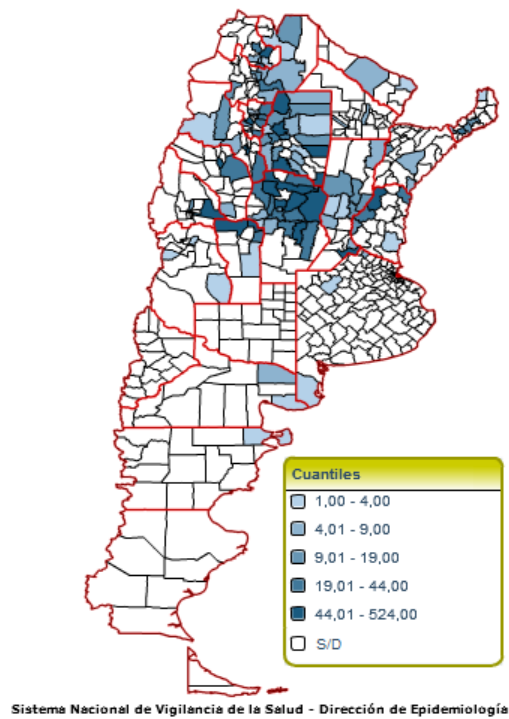 Cuantiles
1,00 - 4,00
4,01 - 9,00
9,01 - 19,00
19,01 - 44,00
44,01 - 524,00
S/D
Sistema Nacional de Vigilancia de la Salud - Dirección de Epidemiología